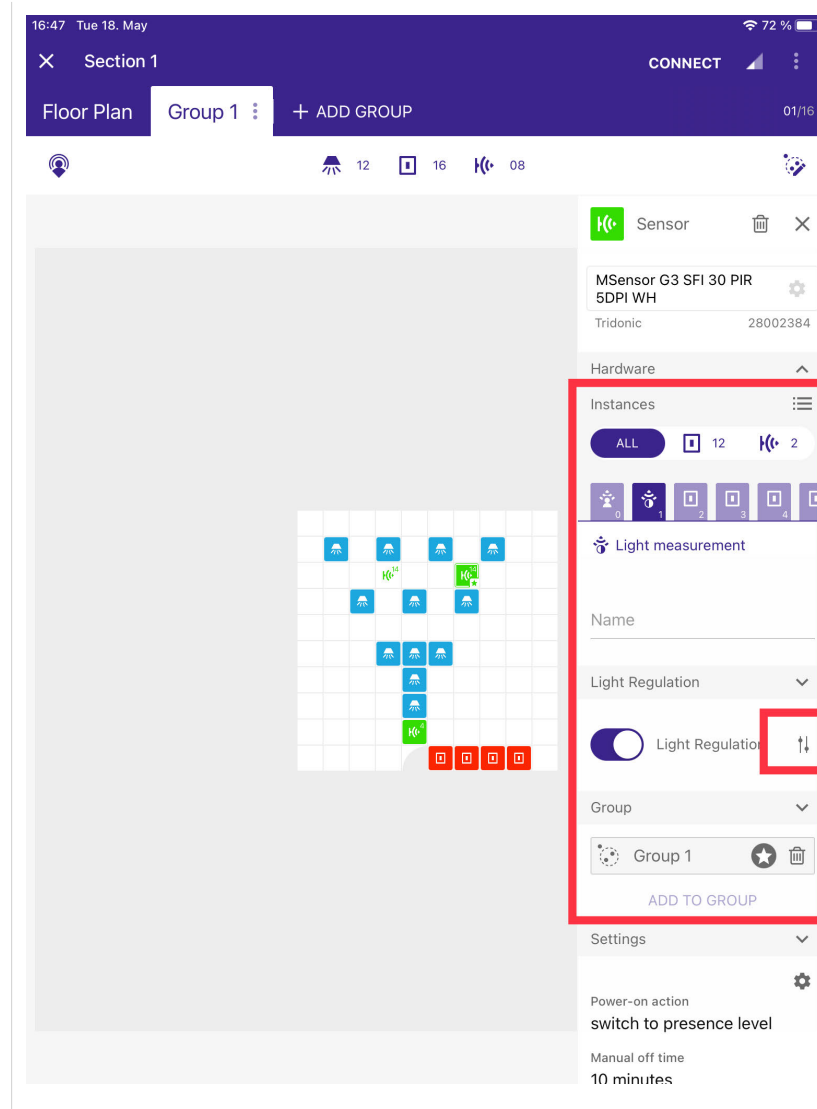 16:47 Tue 18. May
72 %
Section 1
CONNECT
Floor Plan
Group 1
+ ADD GROUP
01/16
12
16
08
Sensor
MSensor G3 SFI 30 PIR
5DPI WH
Tridonic
28002384
Hardware
Instances
ALL
12
2
0
1
2
3
4
Light measurement
Name
14
14
4
Light Regulation
Light Regulation
Group
Group 1
ADD TO GROUP
Settings
Power-on action
switch to presence level
Manual off time
10 minutes